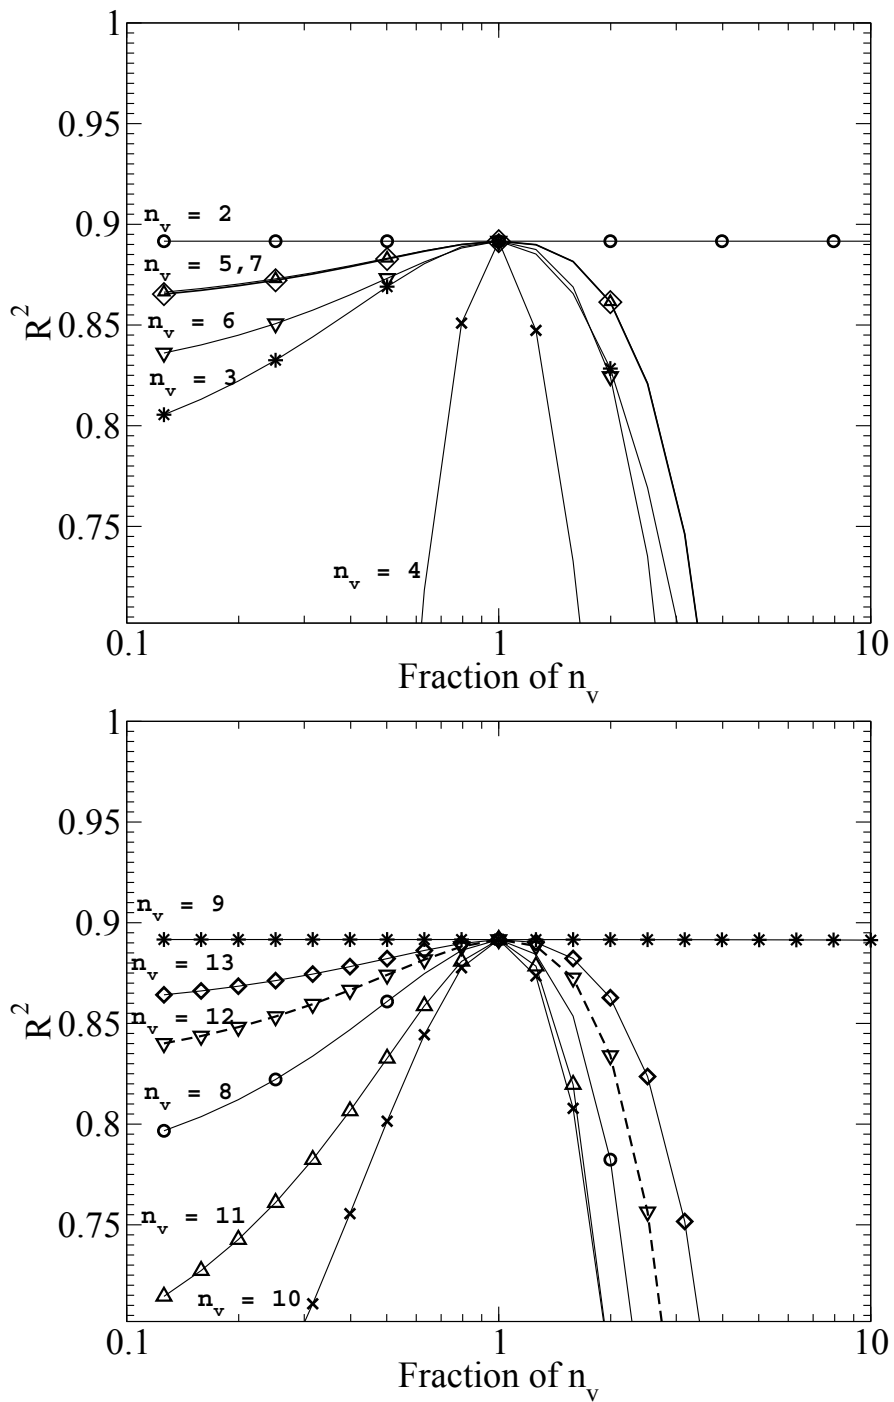 1
0.95
0.9
0.85
0.8
0.75
R²
n_v = 2
n_v = 5,7
n_v = 6
n_v = 3
n_v = 4
0.1 1 10
Fraction of n_v
1
0.95
0.9
0.85
0.8
0.75
R²
n_v = 9
n_v = 13
n_v = 12
n_v = 8
n_v = 11
n_v = 10
0.1 1 10
Fraction of n_v